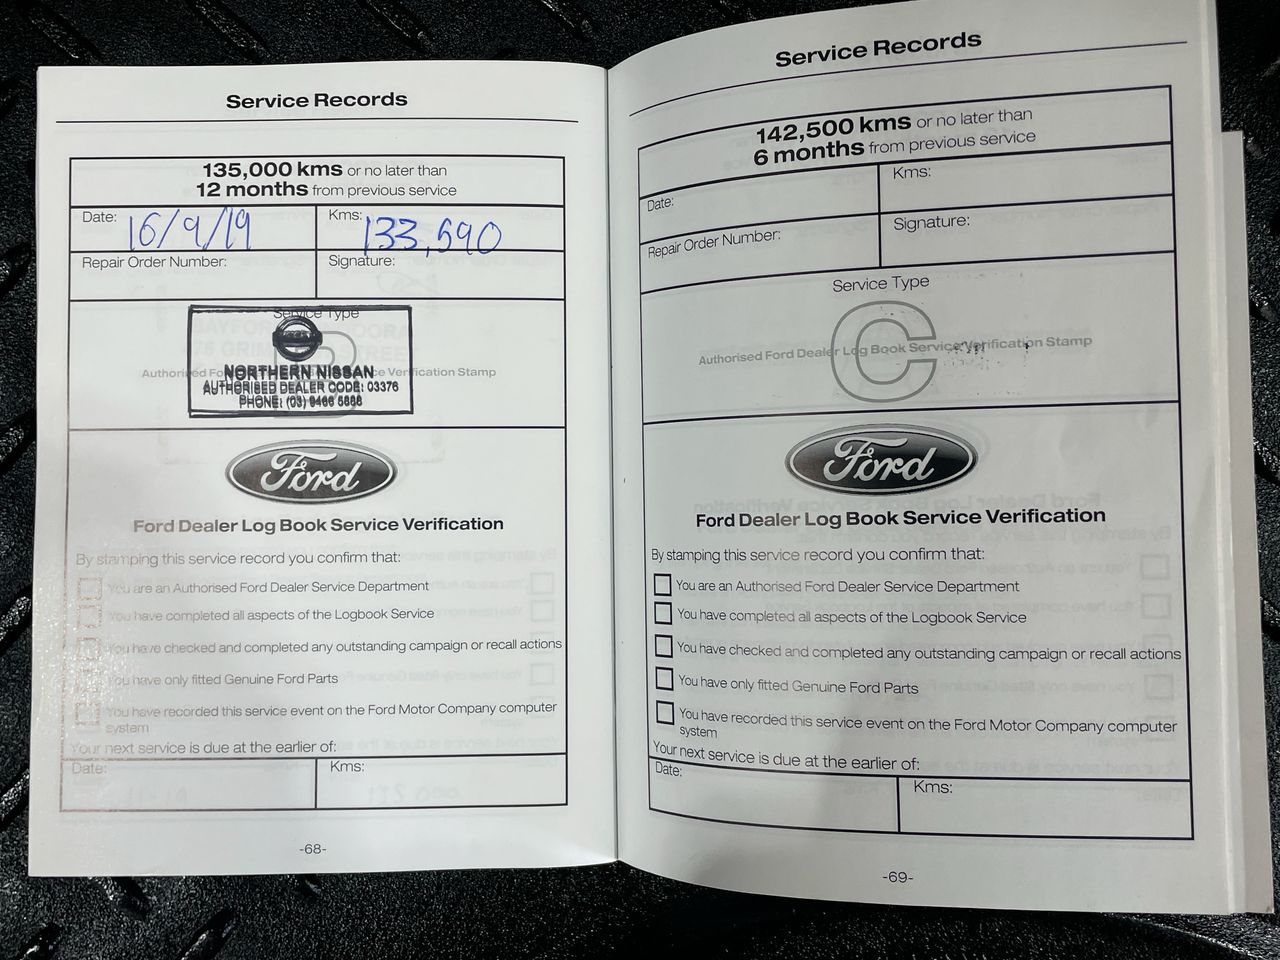 Service Records
135,000 kms or no later than
12 months from previous service
Date: 16/9/19
Kms: 133,690
Repair Order Number:
Signature:
Service Type
NORTHERN NISSAN
AUTHORISED DEALER CODE: 03376
PHONE: (03) 9466 5888
Verification Stamp
Ford
Ford Dealer Log Book Service Verification
By stamping this service record you confirm that:
You are an Authorised Ford Dealer Service Department
You have completed all aspects of the Logbook Service
You have checked and completed any outstanding campaign or recall actions
You have only fitted Genuine Ford Parts
You have recorded this service event on the Ford Motor Company computer
system
Your next service is due at the earlier of:
Date:
Kms:
-68-
Service Records
142,500 kms or no later than
6 months from previous service
Date:
Kms:
Repair Order Number:
Signature:
Service Type
C
Authorised Ford Dealer Log Book Service Verification Stamp
Ford
Ford Dealer Log Book Service Verification
By stamping this service record you confirm that:
You are an Authorised Ford Dealer Service Department
You have completed all aspects of the Logbook Service
You have checked and completed any outstanding campaign or recall actions
You have only fitted Genuine Ford Parts
You have recorded this service event on the Ford Motor Company computer
system
Your next service is due at the earlier of:
Date:
Kms:
-69-